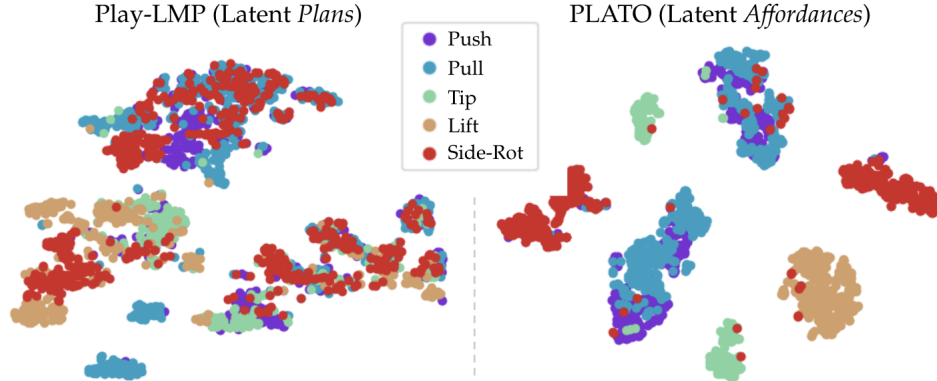 Play-LMP (Latent Plans)
PLATO (Latent Affordances)
Push
Pull
Tip
Lift
Side-Rot